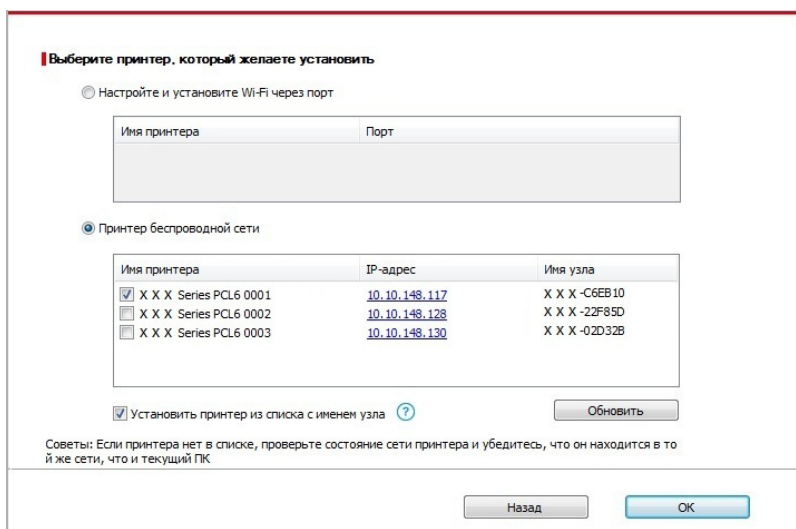 Выберите принтер, который желаете установить
Настройте и установите Wi-Fi через порт
Имя принтера Порт
Принтер беспроводной сети
Имя принтера IP-адрес Имя узла
X X X Series PCL6 0001 10.10.148.117 X X X -C6EB10
X X X Series PCL6 0002 10.10.148.128 X X X -22F85D
X X X Series PCL6 0003 10.10.148.130 X X X -02D32B
Установить принтер из списка с именем узла ? Обновить
Советы: Если принтера нет в списке, проверьте состояние сети принтера и убедитесь, что он находится в то
й же сети, что и текущий ПК
Назад OK